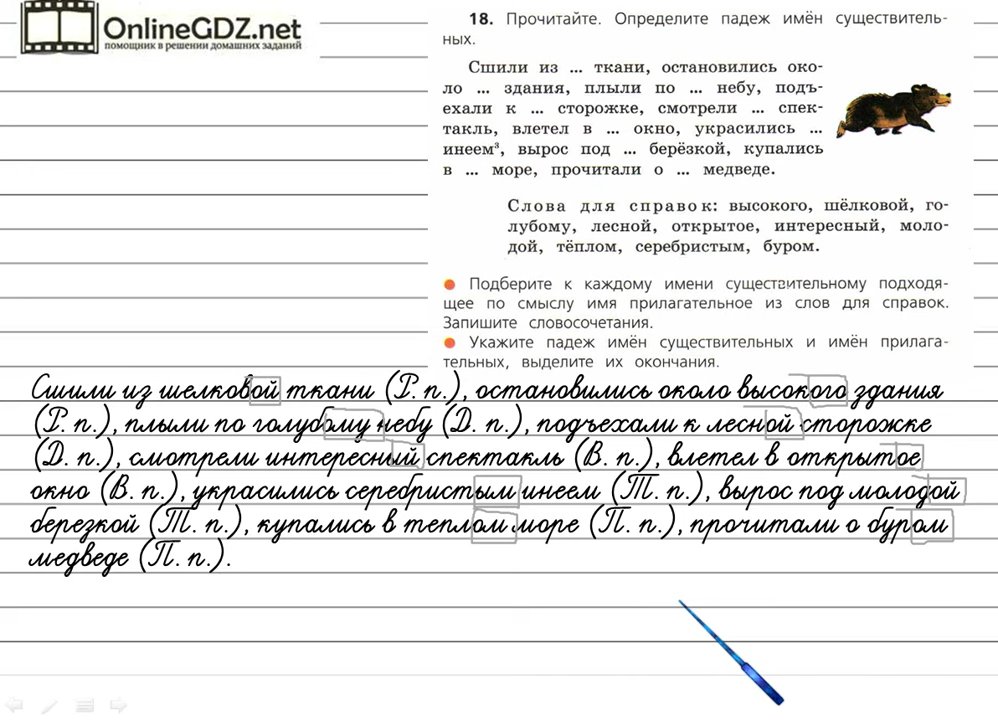 OnlineGDZ.net
помощник в решении домашних заданий
18. Прочитайте. Определите падеж имён существитель-
ных.
Сшили из ... ткани, остановились око-
ло ... здания, плыли по ... небу, подъ-
ехали к ... сторожке, смотрели ... спек-
такль, влетел в ... окно, украсились ...
инеем³, вырос под ... берёзкой, купались
в ... море, прочитали о ... медведе.
Слова для справок: высокого, шёлковой, го-
лубому, лесной, открытое, интересный, моло-
дой, тёплом, серебристым, буром.
● Подберите к каждому имени существительному подходя-
щее по смыслу имя прилагательное из слов для справок.
Запишите словосочетания.
● Укажите падеж имён существительных и имён прилага-
тельных, выделите их окончания.
Сшили из шелковой ткани (Р. п.), остановились около высокого здания
(Р. п.), плыли по голубому небу (Д. п.), подъехали к лесной сторожке
(Д. п.), смотрели интересный спектакль (В. п.), влетел в открытое
окно (В. п.), украсились серебристым инеем (Т. п.), вырос под молодой
березкой (Т. п.), купались в теплом море (П. п.), прочитали о буром
медведе (П. п.).